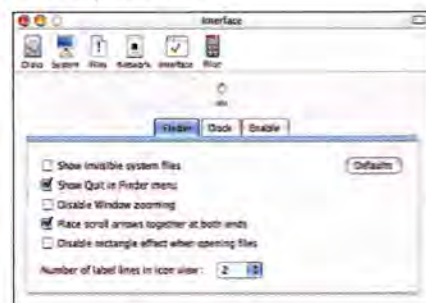 Interface
System Files Network Interface
Finder Dock Enable
Show Invisible system files
Defaults
Show Quit in Finder menu
Disable Window zooming
Place scroll arrows together at both ends
Disable rectangle effect when opening files
Number of label lines in icon view: 2